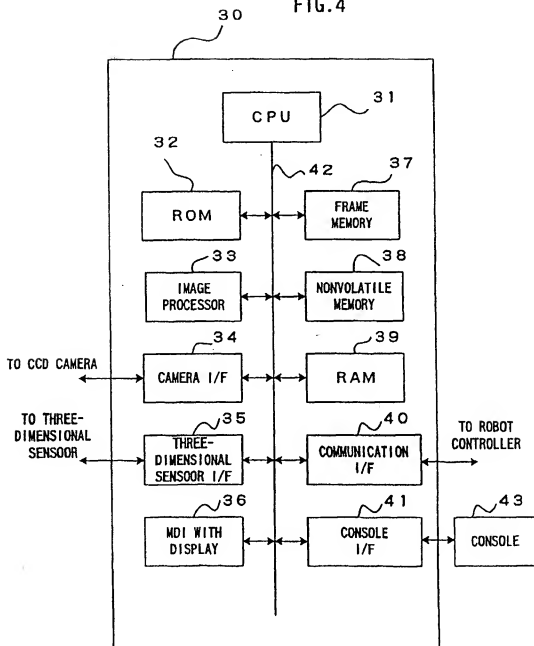 FIG.4
30
CPU
31
32
42
37
ROM
FRAME
MEMORY
33
38
IMAGE
PROCESSOR
NONVOLATILE
MEMORY
34
39
TO CCD CAMERA
CAMERA I/F
RAM
35
40
TO THREE-
DIMENSIONAL
SENSOOR
THREE-
DIMENSIONAL
SENSOR I/F
COMMUNICATION
I/F
TO ROBOT
CONTROLLER
36
41
43
MDI WITH
DISPLAY
CONSOLE
I/F
CONSOLE